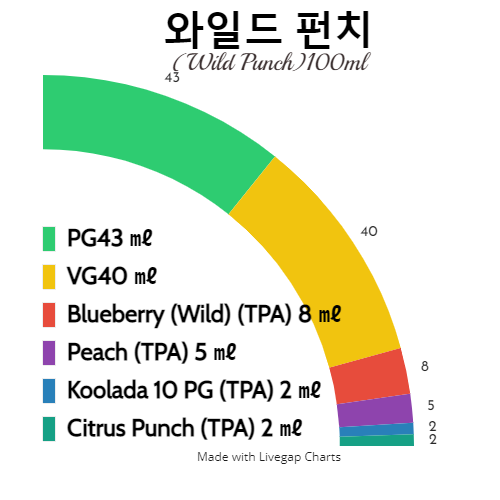 와일드 펀치
(Wild Punch)100ml
43
40
PG43 ㎖
VG40 ㎖
Blueberry (Wild) (TPA) 8 ㎖
Peach (TPA) 5 ㎖
Koolada 10 PG (TPA) 2 ㎖
Citrus Punch (TPA) 2 ㎖
8
5
2
2
Made with Livegap Charts